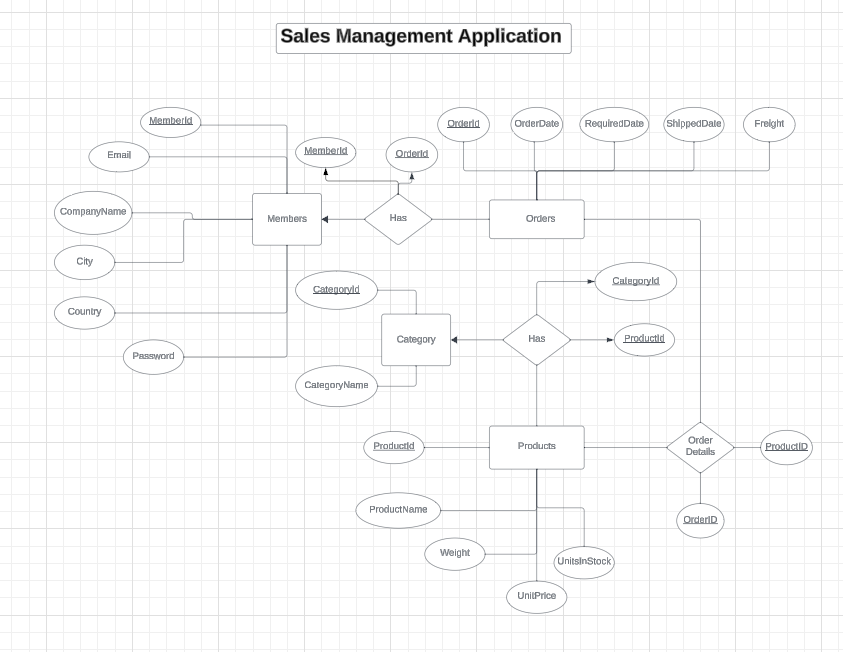 Sales Management Application
MemberId
OrderId
OrderDate
RequiredDate
ShippedDate
Freight
Email
MemberId
OrderId
CompanyName
Members
Has
Orders
City
CategoryId
CategoryId
Country
Category
Has
ProductId
Password
CategoryName
ProductId
Products
Order
Details
ProductID
ProductName
OrderID
Weight
UnitsInStock
UnitPrice